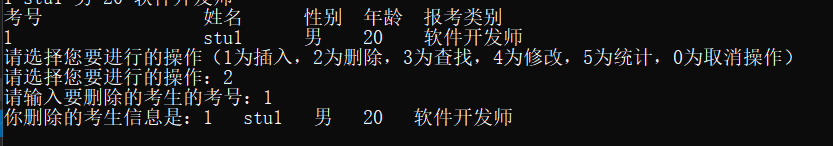 1 stu1 男 20 软件开发师
考号 姓名 性别 年龄 报考类别
1 stu1 男 20 软件开发师
请选择您要进行的操作（1为插入，2为删除，3为查找，4为修改，5为统计，0为取消操作）
请选择您要进行的操作：2
请输入要删除的考生的考号：1
你删除的考生信息是：1 stu1 男 20 软件开发师